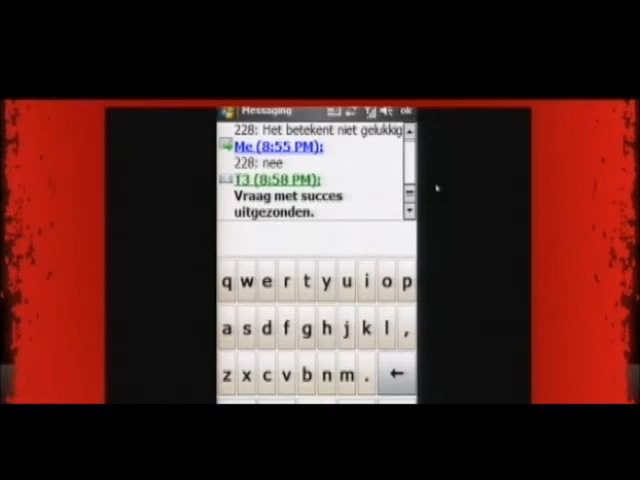 Messaging ok
228: Het betekent niet gelukkig
Me (8:55 PM):
228: nee
T3 (8:58 PM):
Vraag met succes
uitgezonden.
q w e r t y u i o p
a s d f g h j k l ,
z x c v b n m . ←